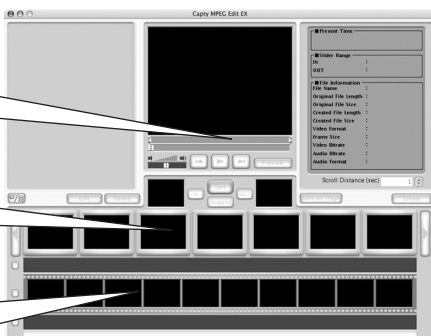 Capty MPEG Edit EX
■Present Time
■Slider Range
IN :
OUT :
■File Information
File Name :
Original File Length :
Original File Size :
Created File Length :
Created File Size :
Video Format :
Frame Size :
Video Bitrate :
Audio Bitrate :
Audio Format :
Scroll Distance (sec) 1